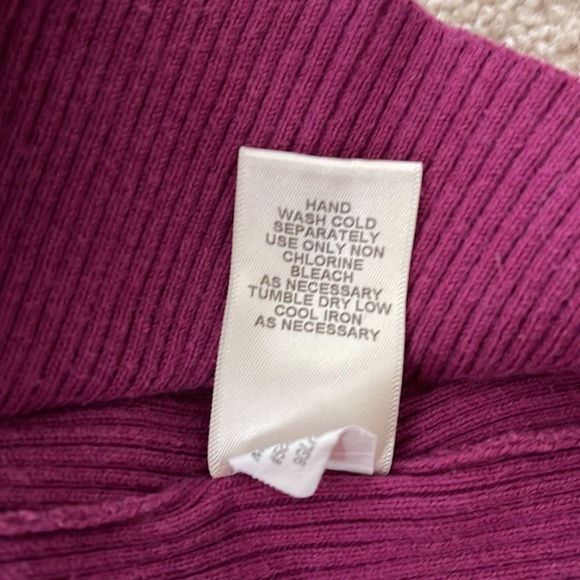 HAND
WASH COLD
SEPARATELY
USE ONLY NON
CHLORINE
BLEACH
AS NECESSARY
TUMBLE DRY LOW
COOL IRON
AS NECESSARY